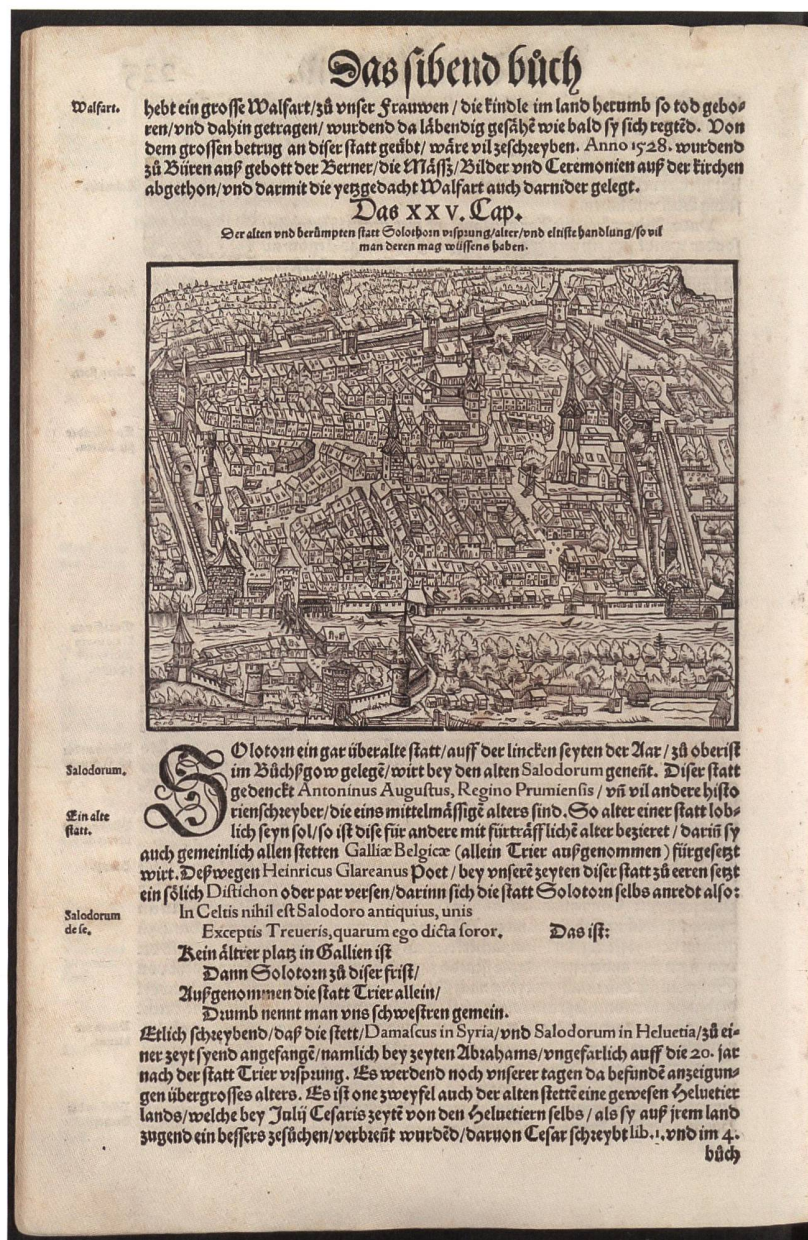 Das sibend bůch
Walfart.
hebt ein grosse Walfart/zů vnser Frauwen/die kindle im land herumb so tod gebo-
ren/vnd dahin getragen/wurdend da läbendig gesähē wie bald sy sich regtēd. Von
dem grossen betrug an diser statt geübt/wäre vil zeschreyben. Anno 1528. wurdend
zů Büren auß gebott der Berner/die Mässz/Bilder vnd Ceremonien auß der kirchen
abgethon/vnd darmit die yetzgedacht Walfart auch darnider gelegt.
Das XXV. Cap.
Der alten vnd berůmpten statt Solothorn vrsprung/alter/vnd eltiste handlung/so vil
man deren mag wüssens haben.
SOlotorn ein gar überalte statt/auff der lincken seyten der Aar/zů oberist
Salodorum.
im Bůchßgow gelegē/wirt bey den alten Salodorum geneñt. Diser statt
gedenckt Antoninus Augustus, Regino Prumiensis/vñ vil andere histo
Ein alte
statt.
rienschreyber/die eins mittelmässigē alters sind. So alter einer statt lob-
lich seyn sol/so ist dise für andere mit fürträfflichē alter bezieret/dariñ sy
auch gemeinlich allen stetten Galliæ Belgicæ (allein Trier außgenommen) fürgesetzt
wirt. Deßwegen Heinricus Glareanus Poet/bey vnserē zeyten diser statt zů eeren setzt
ein sölich Distichon oder par versen/darinn sich die statt Solotorn selbs anredt also:
Salodorum
de se.
In Celtis nihil est Salodoro antiquius, unis
Exceptis Treueris, quarum ego dicta soror. Das ist:
Kein ältrer platz in Gallien ist
Dann Solotorn zů diser frist/
Außgenommen die statt Trier allein/
Drumb nennt man vns schwestren gemein.
Etlich schreybend/daß die stett/Damascus in Syria/vnd Salodorum in Heluetia/zů ei-
ner zeyt syend angefangē/namlich bey zeyten Abrahams/vngefarlich auff die 20. jar
nach der statt Trier vrsprung. Es werdend noch vnserer tagen da befundē anzeigun-
gen übergrosses alters. Es ist one zweyfel auch der alten stettē eine gewesen Heluetier
lands/welche bey Julij Cesaris zeytē von den Heluetiern selbs/als sy auß jrem land
zugend ein bessers zesůchen/verbreñt wurdēd/daruon Cesar schreybt lib. 1. vnd im 4.
bůch